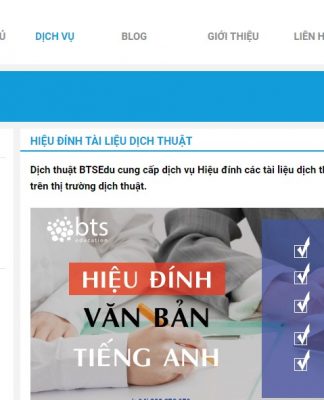 DỊCH VỤ BLOG GIỚI THIỆU LIÊN
HIỆU ĐÍNH TÀI LIỆU DỊCH THUẬT
Dịch thuật BTSEdu cung cấp dịch vụ Hiệu đính các tài liệu dịch
trên thị trường dịch thuật.
bts
education
HIỆU ĐÍNH
VĂN BẢN
TIẾNG ANH